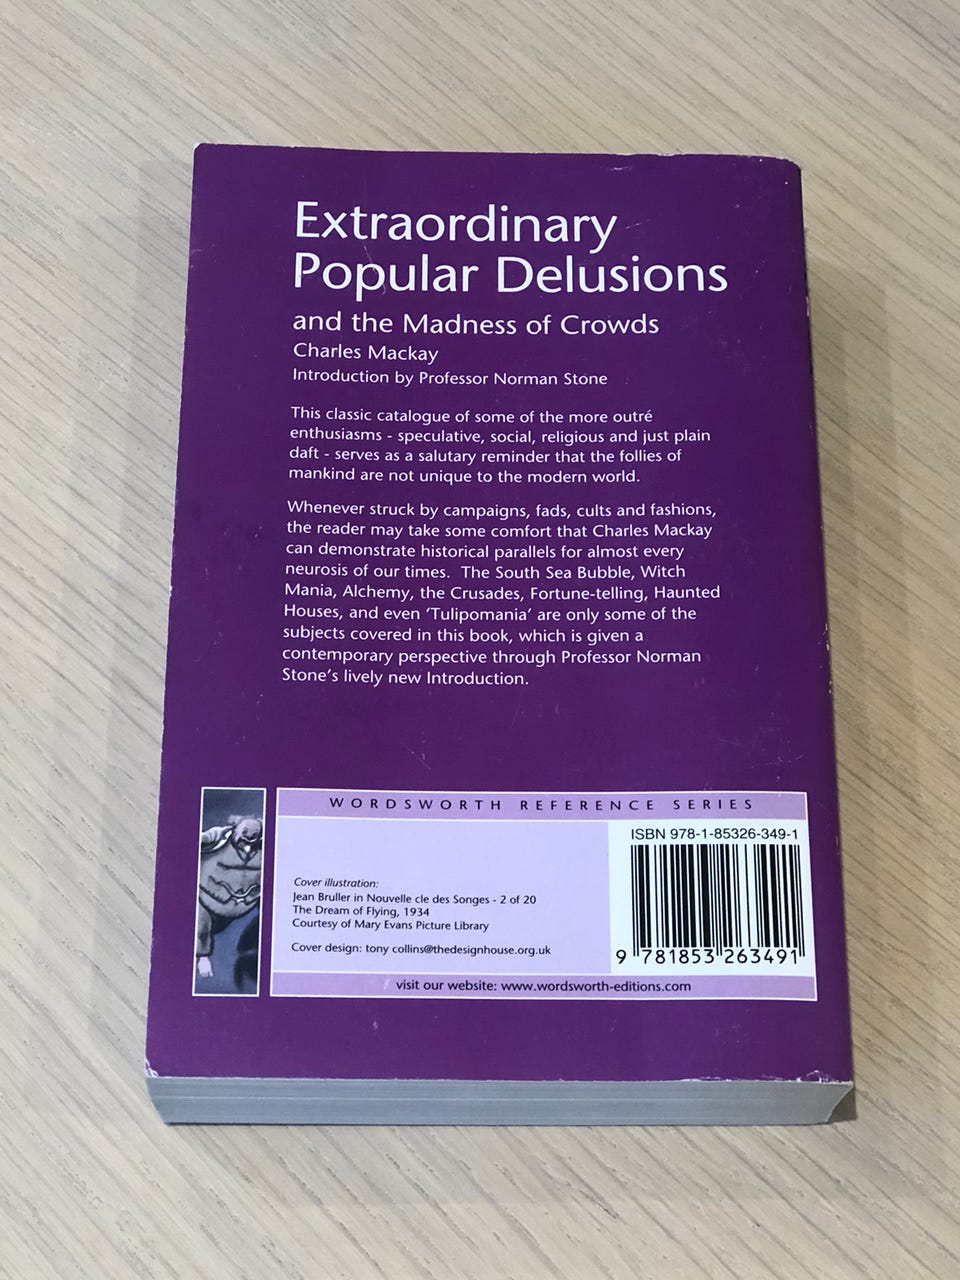 Extraordinary
Popular Delusions
and the Madness of Crowds
Charles Mackay
Introduction by Professor Norman Stone
This classic catalogue of some of the more outré
enthusiasms - speculative, social, religious and just plain
daft - serves as a salutary reminder that the follies of
mankind are not unique to the modern world.
Whenever struck by campaigns, fads, cults and fashions,
the reader may take some comfort that Charles Mackay
can demonstrate historical parallels for almost every
neurosis of our times. The South Sea Bubble, Witch
Mania, Alchemy, the Crusades, Fortune-telling, Haunted
Houses, and even ‘Tulipomania’ are only some of the
subjects covered in this book, which is given a
contemporary perspective through Professor Norman
Stone’s lively new Introduction.
WORDSWORTH REFERENCE SERIES
Cover illustration:
Jean Bruller in Nouvelle cle des Songes - 2 of 20
The Dream of Flying, 1934
Courtesy of Mary Evans Picture Library
Cover design: tony collins@thedesignhouse.org.uk
ISBN 978-1-85326-349-1
9 781853 263491
visit our website: www.wordsworth-editions.com